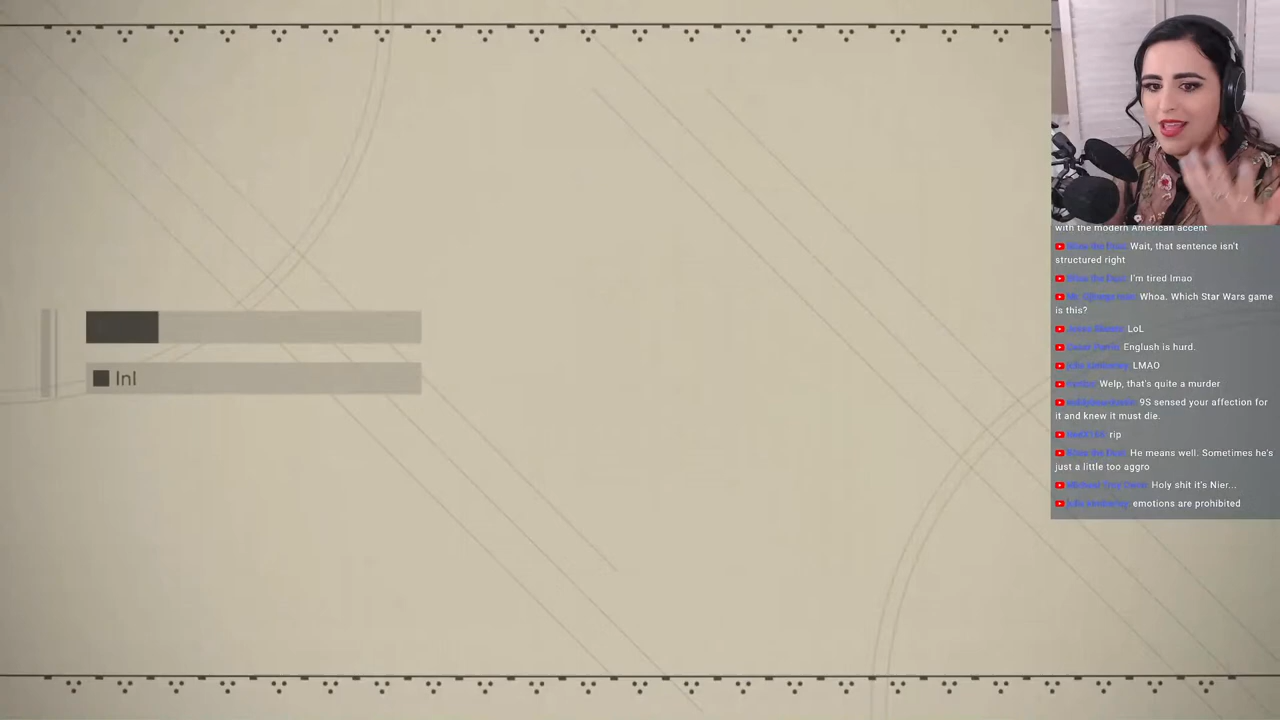 InI
with the modern American accent
Wait, that sentence isn't
structured right
I'm tired lmao
Whoa. Which Star Wars game
is this?
LoL
Englush is hurd.
LMAO
Welp, that's quite a murder
9S sensed your affection for
it and knew it must die.
rip
He means well. Sometimes he's
just a little too aggro
Holy shit it's Nier...
emotions are prohibited